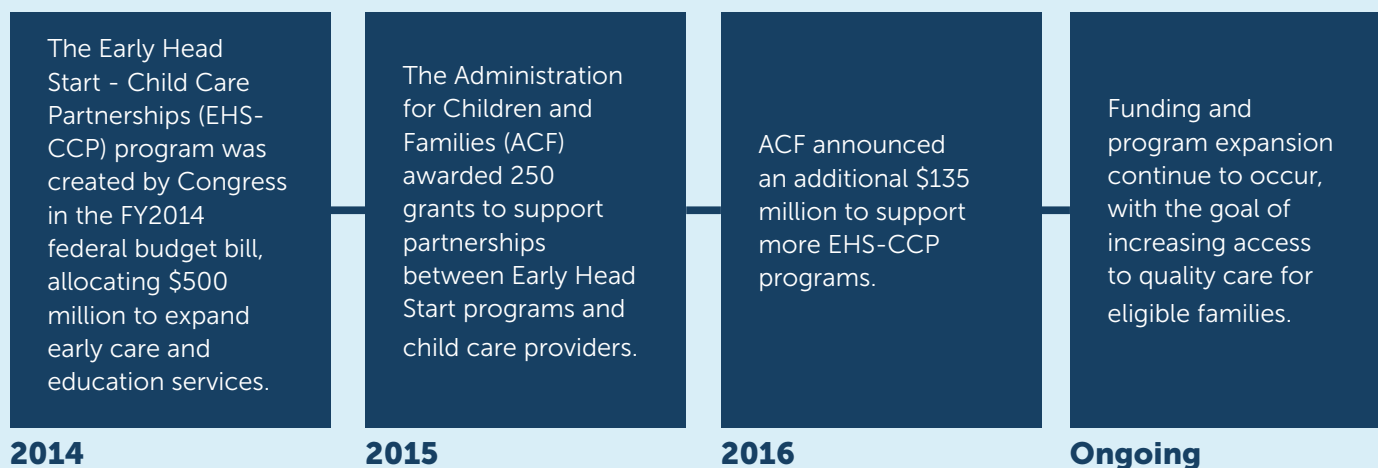 The Early Head
Start - Child Care
Partnerships (EHS-
CCP) program was
created by Congress
in the FY2014
federal budget bill,
allocating $500
million to expand
early care and
education services.
2014
The Administration
for Children and
Families (ACF)
awarded 250
grants to support
partnerships
between Early Head
Start programs and
child care providers.
2015
ACF announced
an additional $135
million to support
more EHS-CCP
programs.
2016
Funding and
program expansion
continue to occur,
with the goal of
increasing access
to quality care for
eligible families.
Ongoing